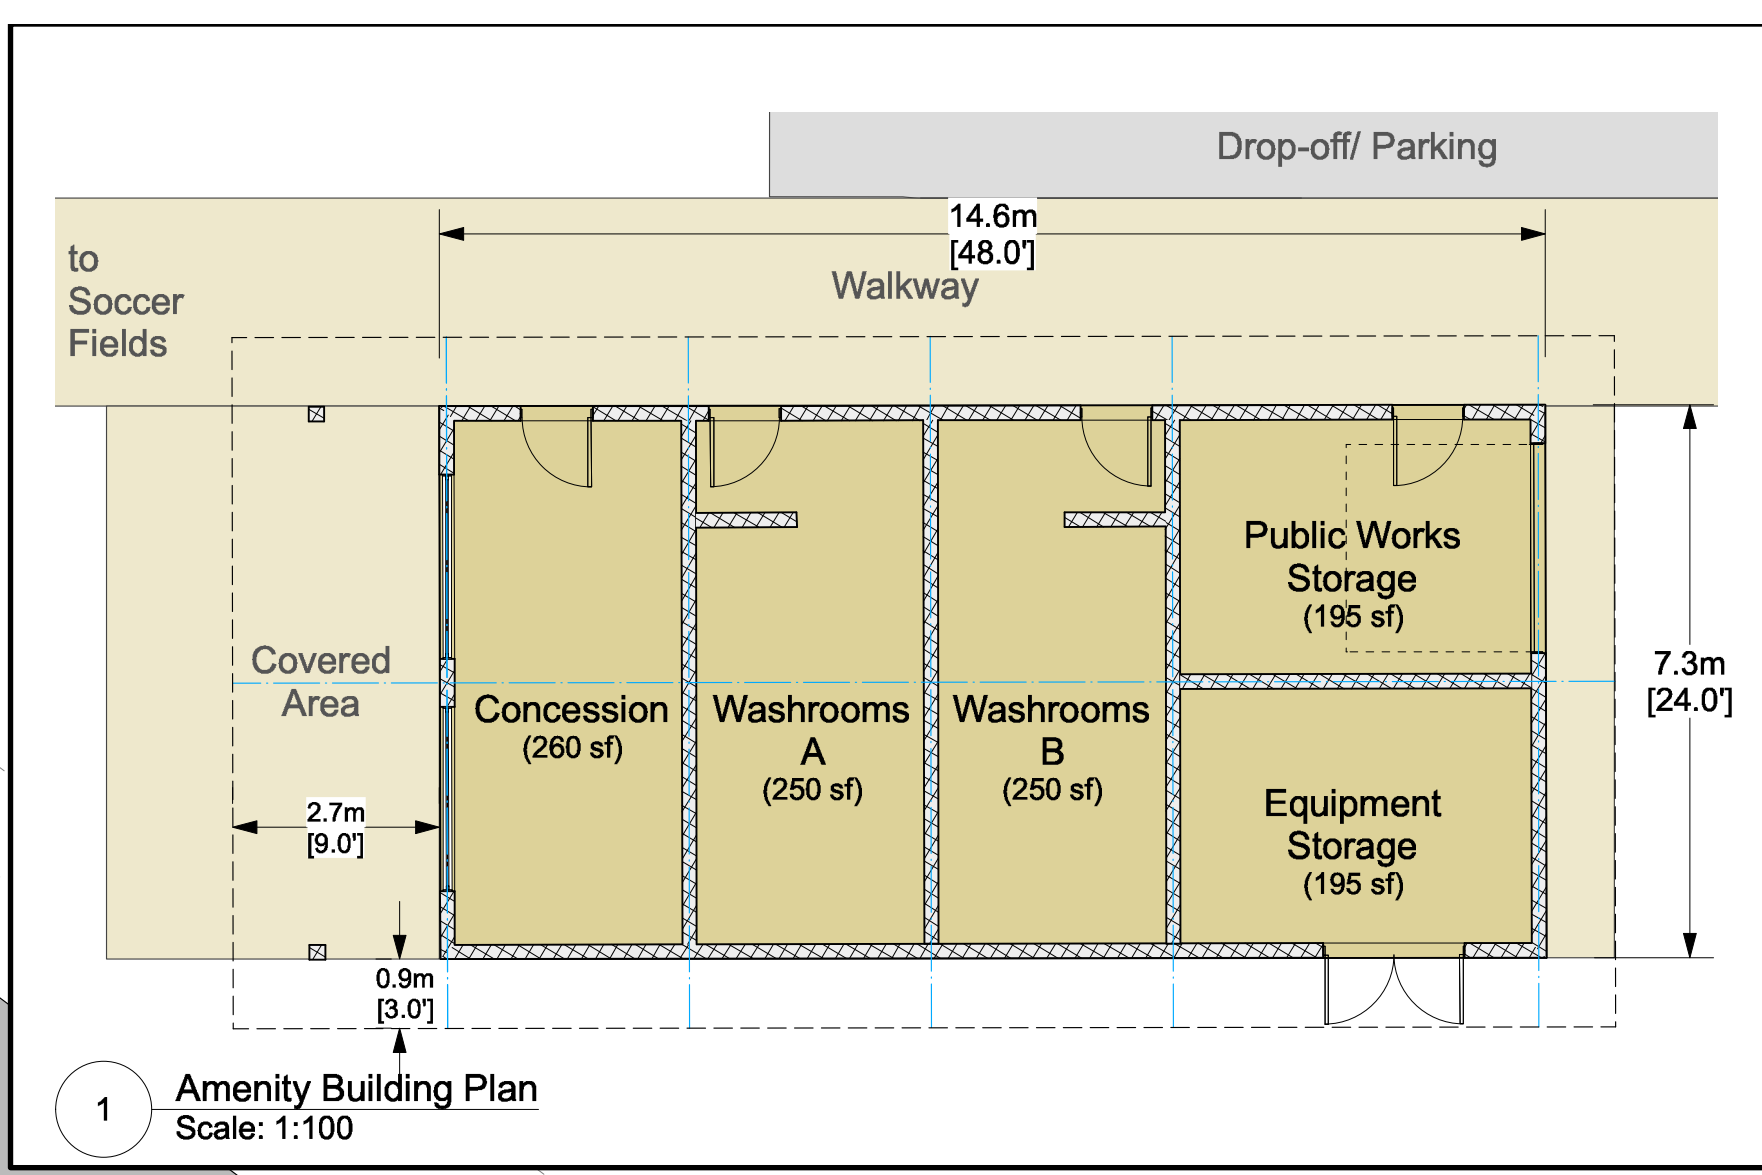 Drop-off/ Parking
14.6m
[48.0']
to
Soccer
Fields
Walkway
Public Works
Storage
(195 sf)
Covered
Area
7.3m
[24.0']
Concession
(260 sf)
Washrooms
A
(250 sf)
Washrooms
B
(250 sf)
Equipment
Storage
(195 sf)
2.7m
[9.0']
0.9m
[3.0']
1
Amenity Building Plan
Scale: 1:100